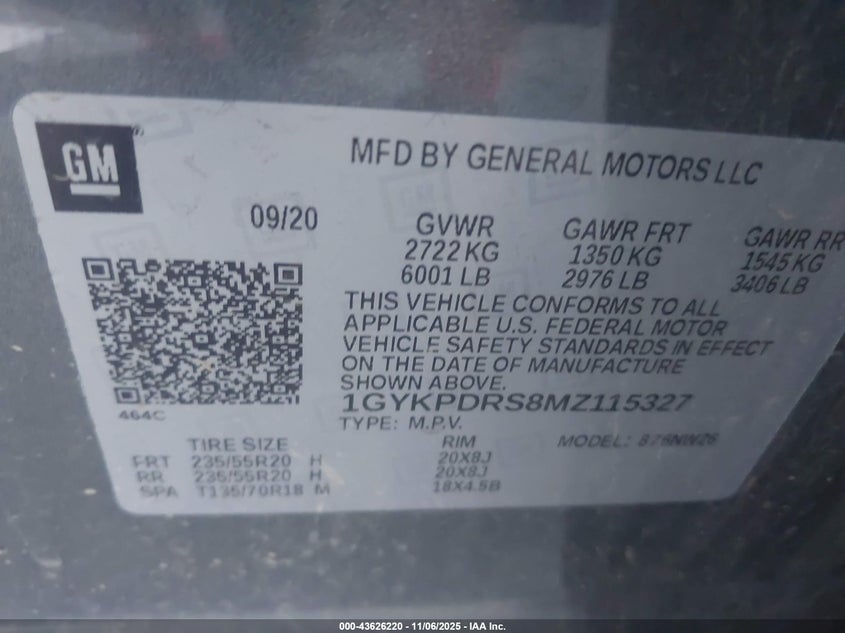 GM
MFD BY GENERAL MOTORS LLC
09/20
GVWR
2722 KG
6001 LB
GAWR FRT
1350 KG
2976 LB
GAWR RR
1545 KG
3406 LB
THIS VEHICLE CONFORMS TO ALL
APPLICABLE U.S. FEDERAL MOTOR
VEHICLE SAFETY STANDARDS IN EFFECT
ON THE DATE OF MANUFACTURE
SHOWN ABOVE.
1GYKPDRS8MZ115327
TYPE: M.P.V.
MODEL:
464C
TIRE SIZE RIM
FRT 235/55R20 H 20X8J
RR 235/55R20 H 20X8J
SPA T135/70R18 M 18X4.5B
000-43626220 - 11/06/2025 - IAA Inc.